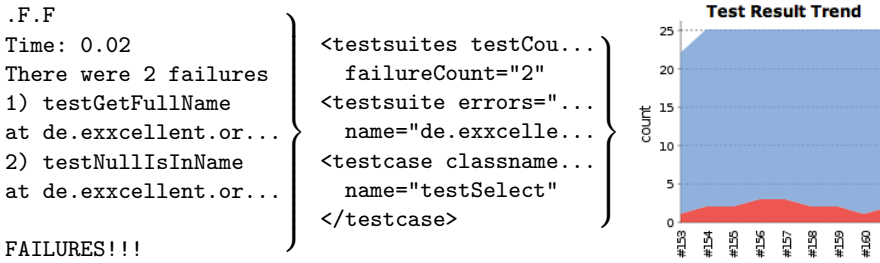 .F.F
Time: 0.02
There were 2 failures
1) testGetFullName
at de.exxcellent.or...
2) testNullIsInName
at de.exxcellent.or...
FAILURES!!!
<testsuites testCou...
failureCount="2"
<testsuite errors="...
name="de.exxcelle...
<testcase classname...
name="testSelect"
</testcase>
Test Result Trend
count
25
20
15
10
5
0
#153
#154
#155
#156
#157
#158
#159
#160